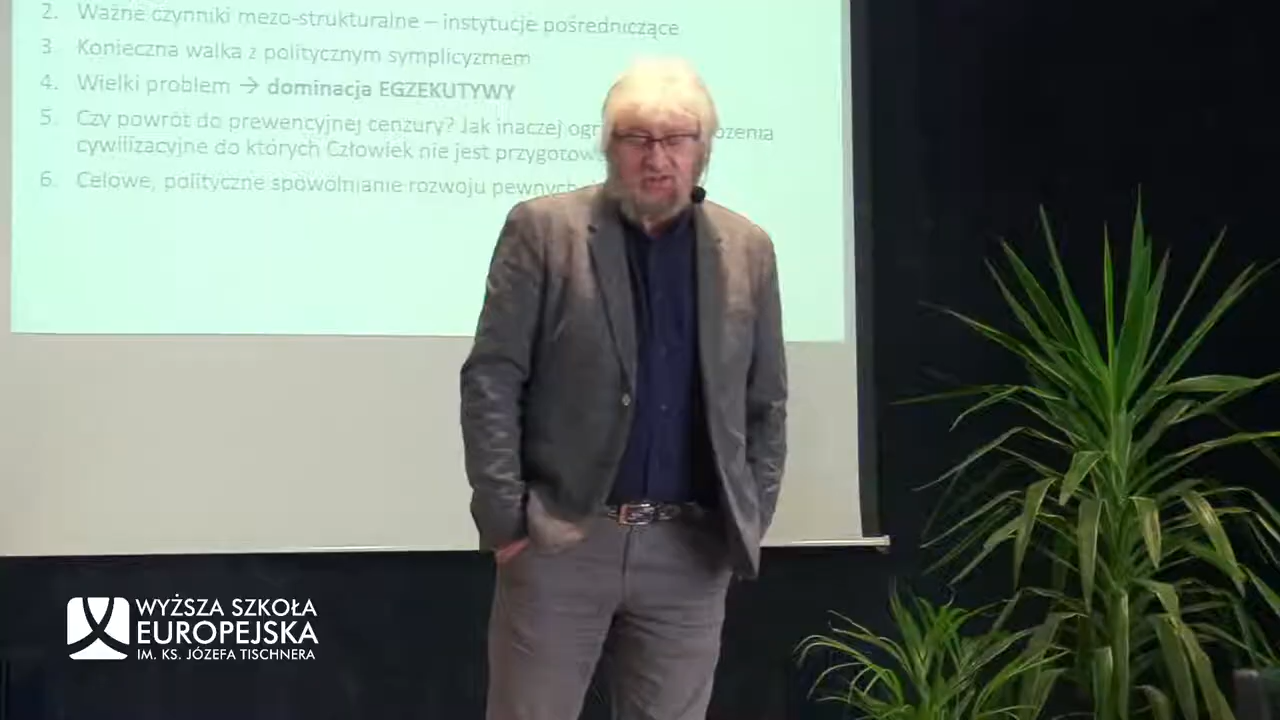 2. Ważne czynniki mezo-strukturalne – instytucje pośredniczące
3. Konieczna walka z politycznym symplicyzmem
4. Wielki problem → dominacja EGZEKUTYWY
5. Czy powrót do prewencyjnej cenzury? Jak inaczej
cywilizacyjne do których Człowiek nie jest
6. Celowe, polityczne spowolnianie rozwoju pewnych
WYŻSZA SZKOŁA
EUROPEJSKA
IM. KS. JÓZEFA TISCHNERA